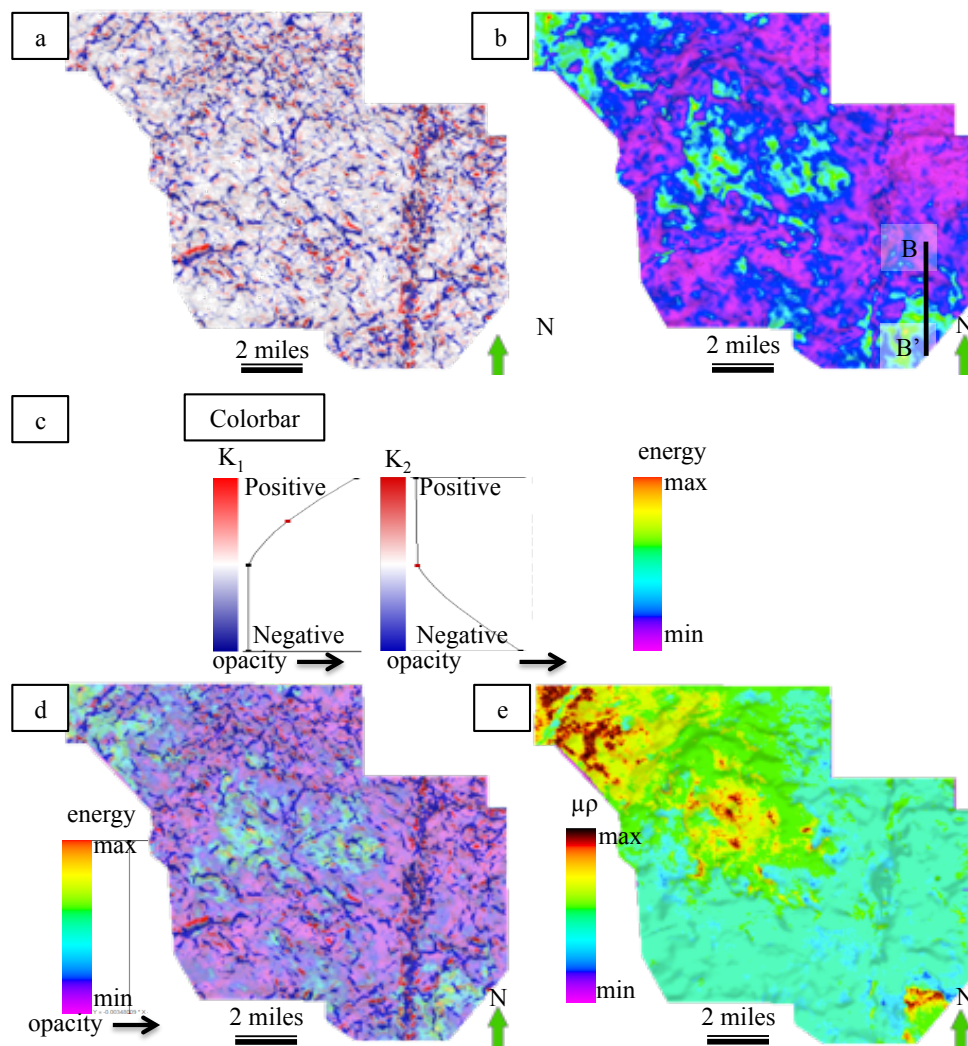 a
b
B
N
N
B’
2 miles
2 miles
c
Colorbar
K1
K2
energy
Positive
Positive
max
Negative
Negative
min
opacity
opacity
d
e
energy
µρ
max
max
min
min
N
N
opacity
2 miles
2 miles